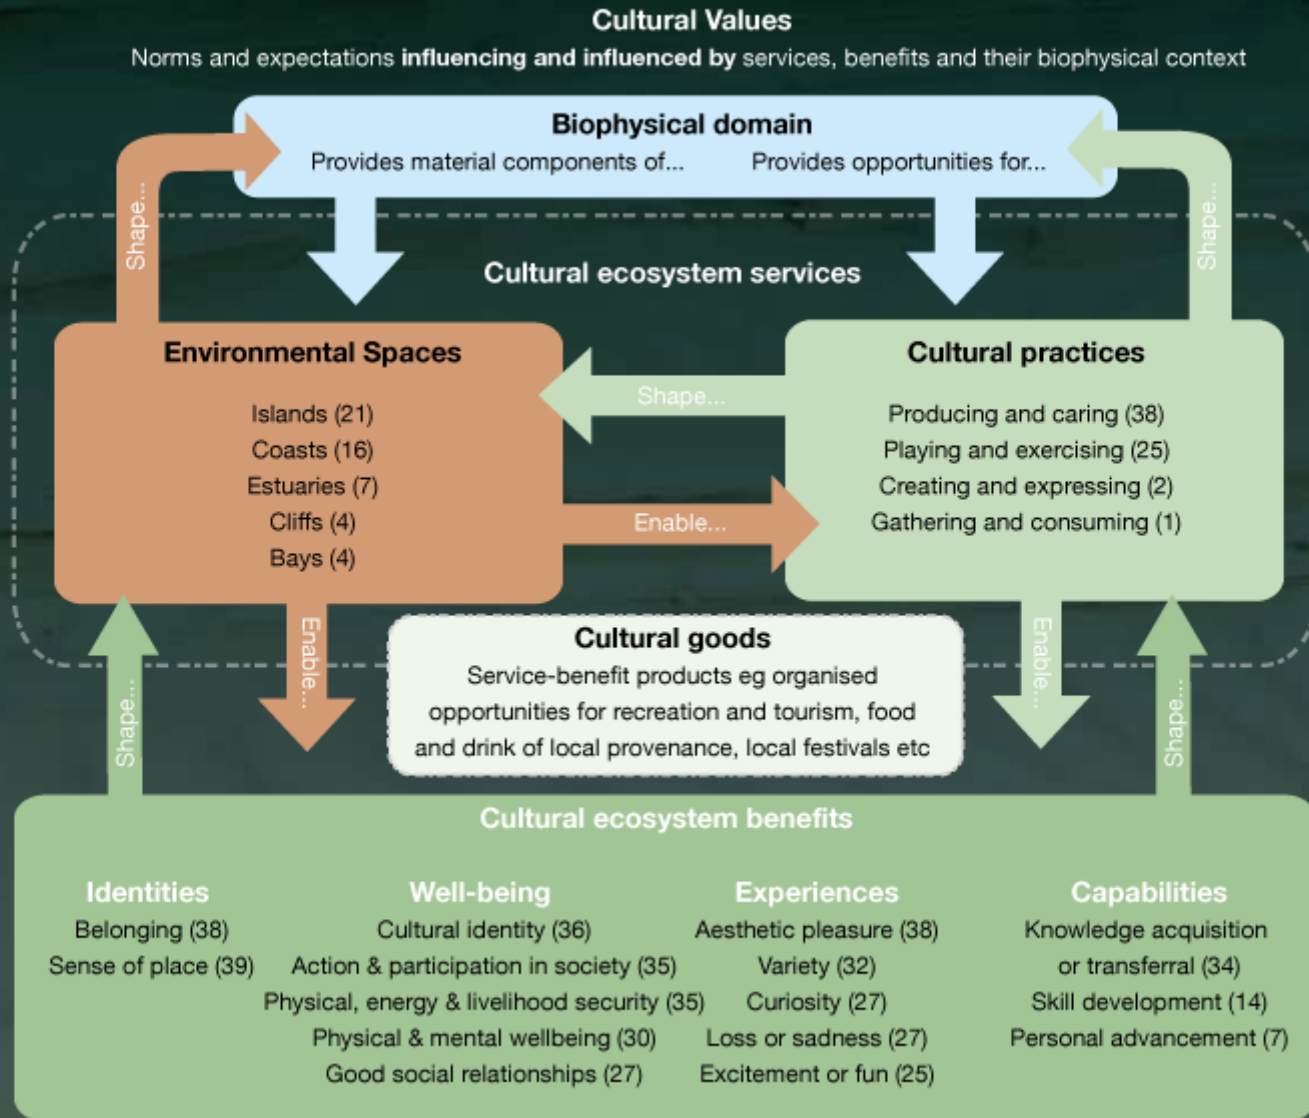 Cultural Values
Norms and expectations influencing and influenced by services, benefits and their biophysical context
Biophysical domain
Provides material components of...
Provides opportunities for...
Shape...
Shape...
Cultural ecosystem services
Environmental Spaces
Islands (21)
Coasts (16)
Estuaries (7)
Cliffs (4)
Bays (4)
Shape...
Enable...
Cultural practices
Producing and caring (38)
Playing and exercising (25)
Creating and expressing (2)
Gathering and consuming (1)
Shape...
Enable...
Cultural goods
Service-benefit products eg organised
opportunities for recreation and tourism, food
and drink of local provenance, local festivals etc
Enable...
Shape...
Cultural ecosystem benefits
Identities
Belonging (38)
Sense of place (39)
Well-being
Cultural identity (36)
Action & participation in society (35)
Physical, energy & livelihood security (35)
Physical & mental wellbeing (30)
Good social relationships (27)
Experiences
Aesthetic pleasure (38)
Variety (32)
Curiosity (27)
Loss or sadness (27)
Excitement or fun (25)
Capabilities
Knowledge acquisition
or transferral (34)
Skill development (14)
Personal advancement (7)